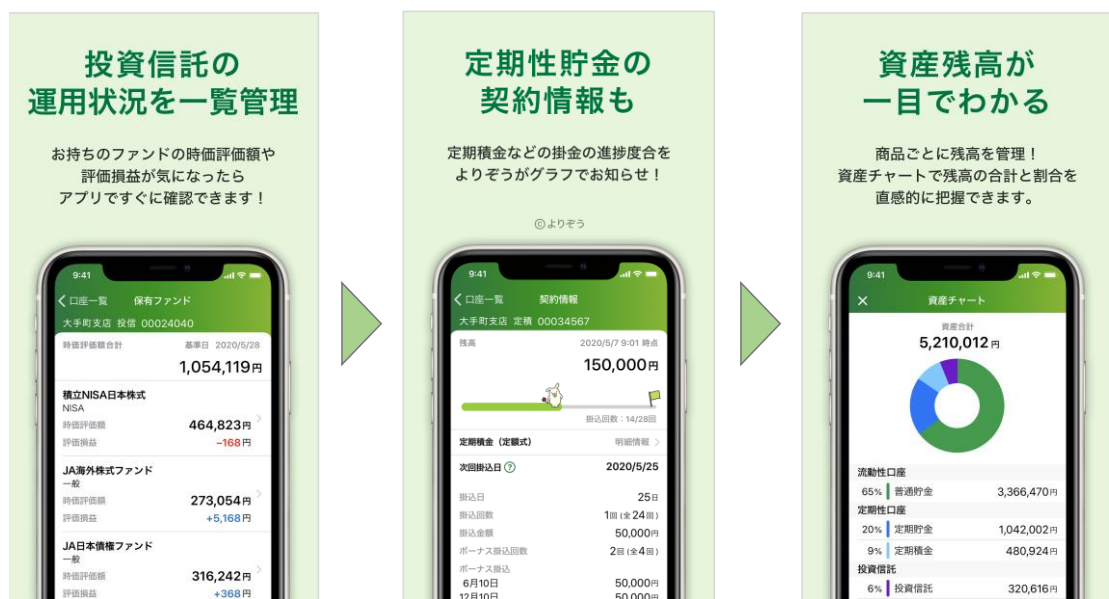 投資信託の
運用状況を一覧管理
お持ちのファンドの時価評価額や
評価損益が気になったら
アプリですぐに確認できます！
9:41
口座一覧 保有ファンド
大手町支店 投信 00024040
時価評価額合計 基準日 2020/5/28
1,054,119円
積立NISA日本株式
NISA
時価評価額 464,823円
評価損益 -168円
JA海外株式ファンド
一般
時価評価額 273,054円
評価損益 +5,168円
JA日本債権ファンド
一般
時価評価額 316,242円
評価損益 +368円
定期性貯金の
契約情報も
定期積金などの掛金の進捗度合を
よりぞうがグラフでお知らせ！
©よりぞう
9:41
口座一覧 契約情報
大手町支店 定積 00034567
残高 2020/5/7 9:01 時点
150,000円
掛込回数：14/28回
定期積金（定額式） 明細情報
次回掛込日 ? 2020/5/25
掛込日 25日
掛込回数 1回 (全24回)
掛込金額 50,000円
ボーナス掛込回数 2回 (全4回)
ボーナス掛込
6月10日 50,000円
12月10日 50,000円
資産残高が
一目でわかる
商品ごとに残高を管理！
資産チャートで残高の合計と割合を
直感的に把握できます。
9:41
× 資産チャート
資産合計
5,210,012円
流動性口座
65% 普通貯金 3,366,470円
定期性口座
20% 定期貯金 1,042,002円
9% 定期積金 480,924円
投資信託
6% 投資信託 320,616円